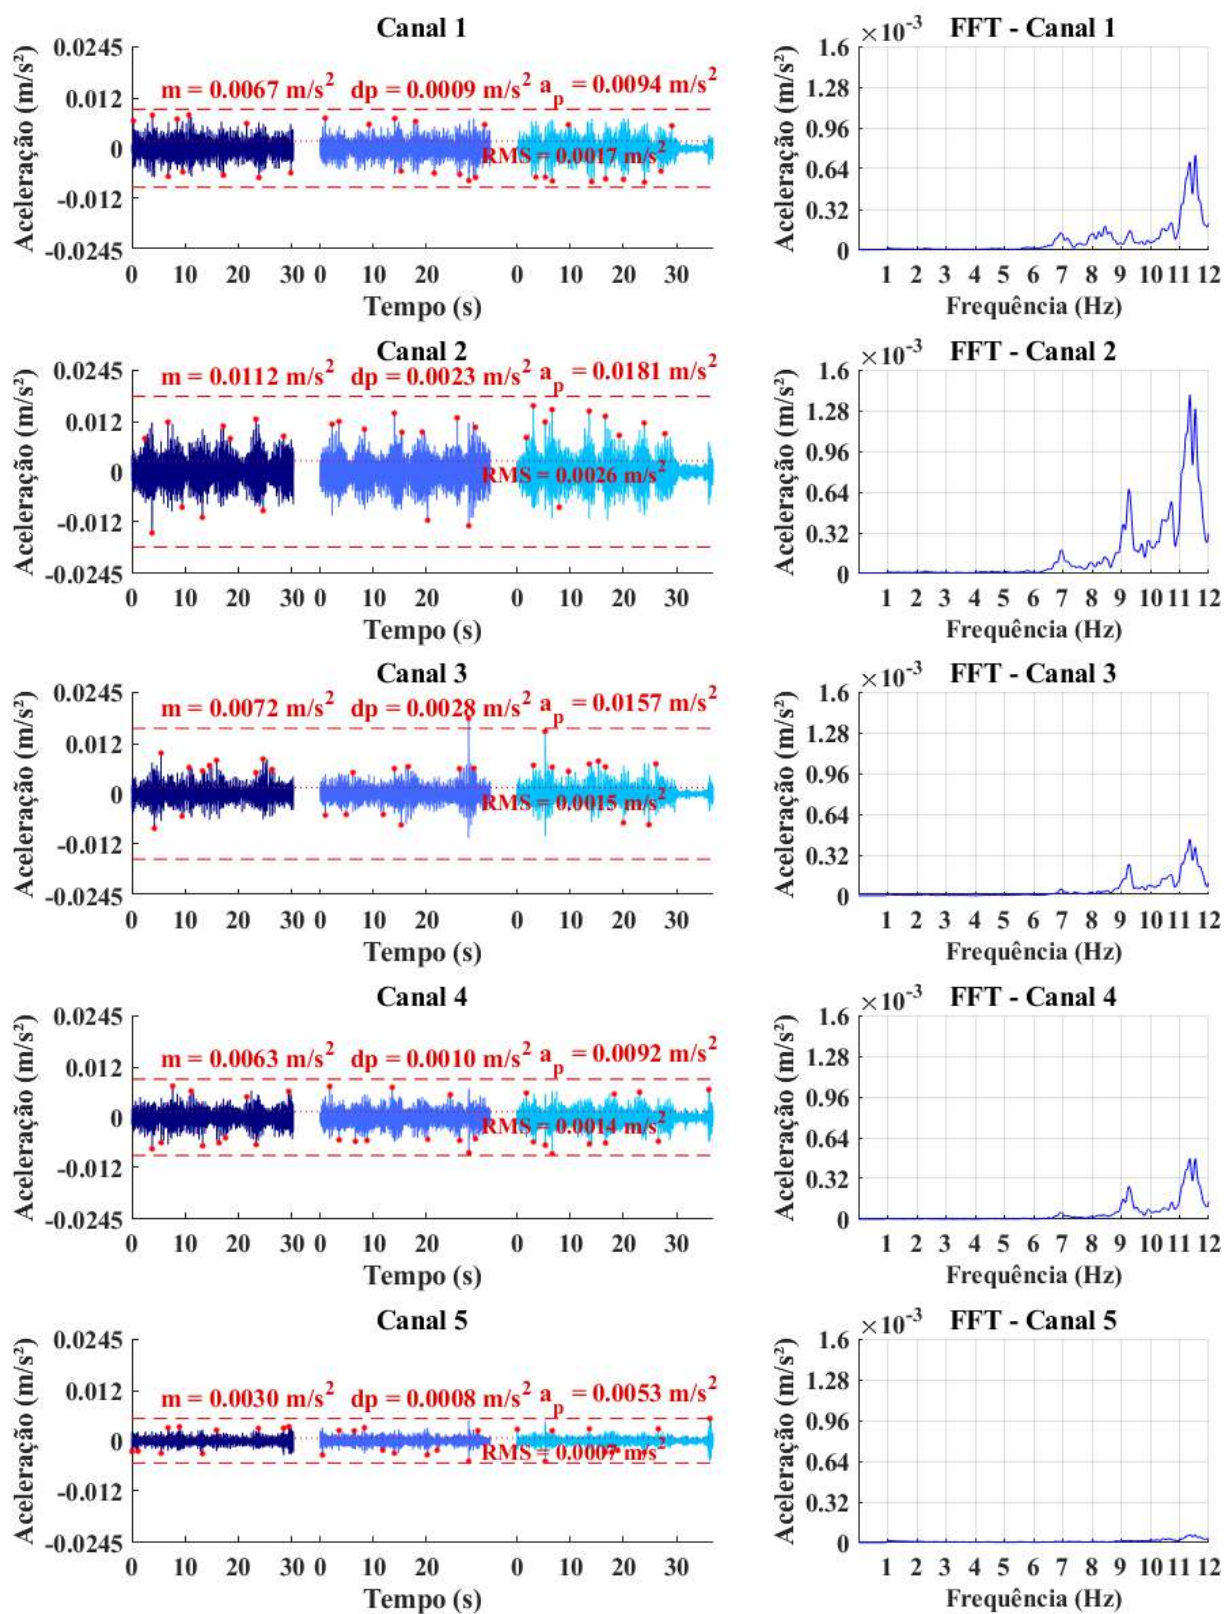 Canal 1
Aceleração (m/s²)
0.0245
0.012
0
-0.012
-0.0245
m = 0.0067 m/s² dp = 0.0009 m/s² a_p = 0.0094 m/s²
RMS = 0.0017 m/s²
0 10 20 30 0 10 20 0 10 20 30
Tempo (s)
×10⁻³ FFT - Canal 1
Aceleração (m/s²)
1.6
1.28
0.96
0.64
0.32
0
1 2 3 4 5 6 7 8 9 10 11 12
Frequência (Hz)
Canal 2
Aceleração (m/s²)
0.0245
0.012
0
-0.012
-0.0245
m = 0.0112 m/s² dp = 0.0023 m/s² a_p = 0.0181 m/s²
RMS = 0.0026 m/s²
0 10 20 30 0 10 20 0 10 20 30
Tempo (s)
×10⁻³ FFT - Canal 2
Aceleração (m/s²)
1.6
1.28
0.96
0.64
0.32
0
1 2 3 4 5 6 7 8 9 10 11 12
Frequência (Hz)
Canal 3
Aceleração (m/s²)
0.0245
0.012
0
-0.012
-0.0245
m = 0.0072 m/s² dp = 0.0028 m/s² a_p = 0.0157 m/s²
RMS = 0.0015 m/s²
0 10 20 30 0 10 20 0 10 20 30
Tempo (s)
×10⁻³ FFT - Canal 3
Aceleração (m/s²)
1.6
1.28
0.96
0.64
0.32
0
1 2 3 4 5 6 7 8 9 10 11 12
Frequência (Hz)
Canal 4
Aceleração (m/s²)
0.0245
0.012
0
-0.012
-0.0245
m = 0.0063 m/s² dp = 0.0010 m/s² a_p = 0.0092 m/s²
RMS = 0.0014 m/s²
0 10 20 30 0 10 20 0 10 20 30
Tempo (s)
×10⁻³ FFT - Canal 4
Aceleração (m/s²)
1.6
1.28
0.96
0.64
0.32
0
1 2 3 4 5 6 7 8 9 10 11 12
Frequência (Hz)
Canal 5
Aceleração (m/s²)
0.0245
0.012
0
-0.012
-0.0245
m = 0.0030 m/s² dp = 0.0008 m/s² a_p = 0.0053 m/s²
RMS = 0.0007 m/s²
0 10 20 30 0 10 20 0 10 20 30
Tempo (s)
×10⁻³ FFT - Canal 5
Aceleração (m/s²)
1.6
1.28
0.96
0.64
0.32
0
1 2 3 4 5 6 7 8 9 10 11 12
Frequência (Hz)